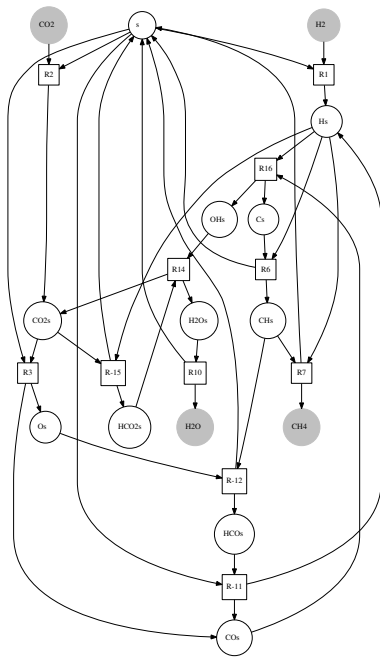 CO2
s
H2
R2
R1
Hs
R16
OHs
Cs
R14
R6
CO2s
H2Os
CHs
R3
R-15
R10
R7
Os
HCO2s
H2O
CH4
R-12
HCOs
R-11
COs